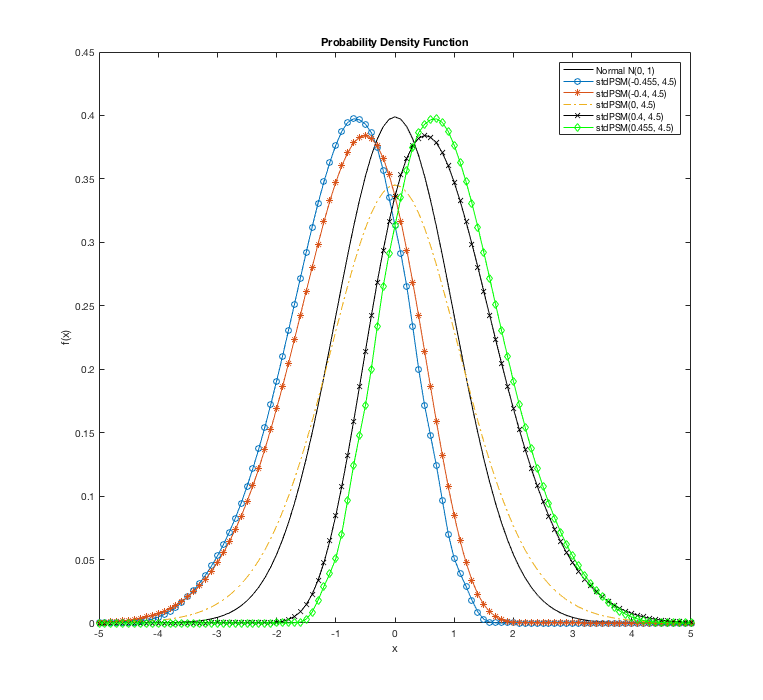 Probability Density Function
0.45
0.4
0.35
0.3
0.25
0.2
0.15
0.1
0.05
0
f(x)
Normal N(0, 1)
stdPSM(-0.455, 4.5)
stdPSM(-0.4, 4.5)
stdPSM(0, 4.5)
stdPSM(0.4, 4.5)
stdPSM(0.455, 4.5)
-5 -4 -3 -2 -1 0 1 2 3 4 5
x